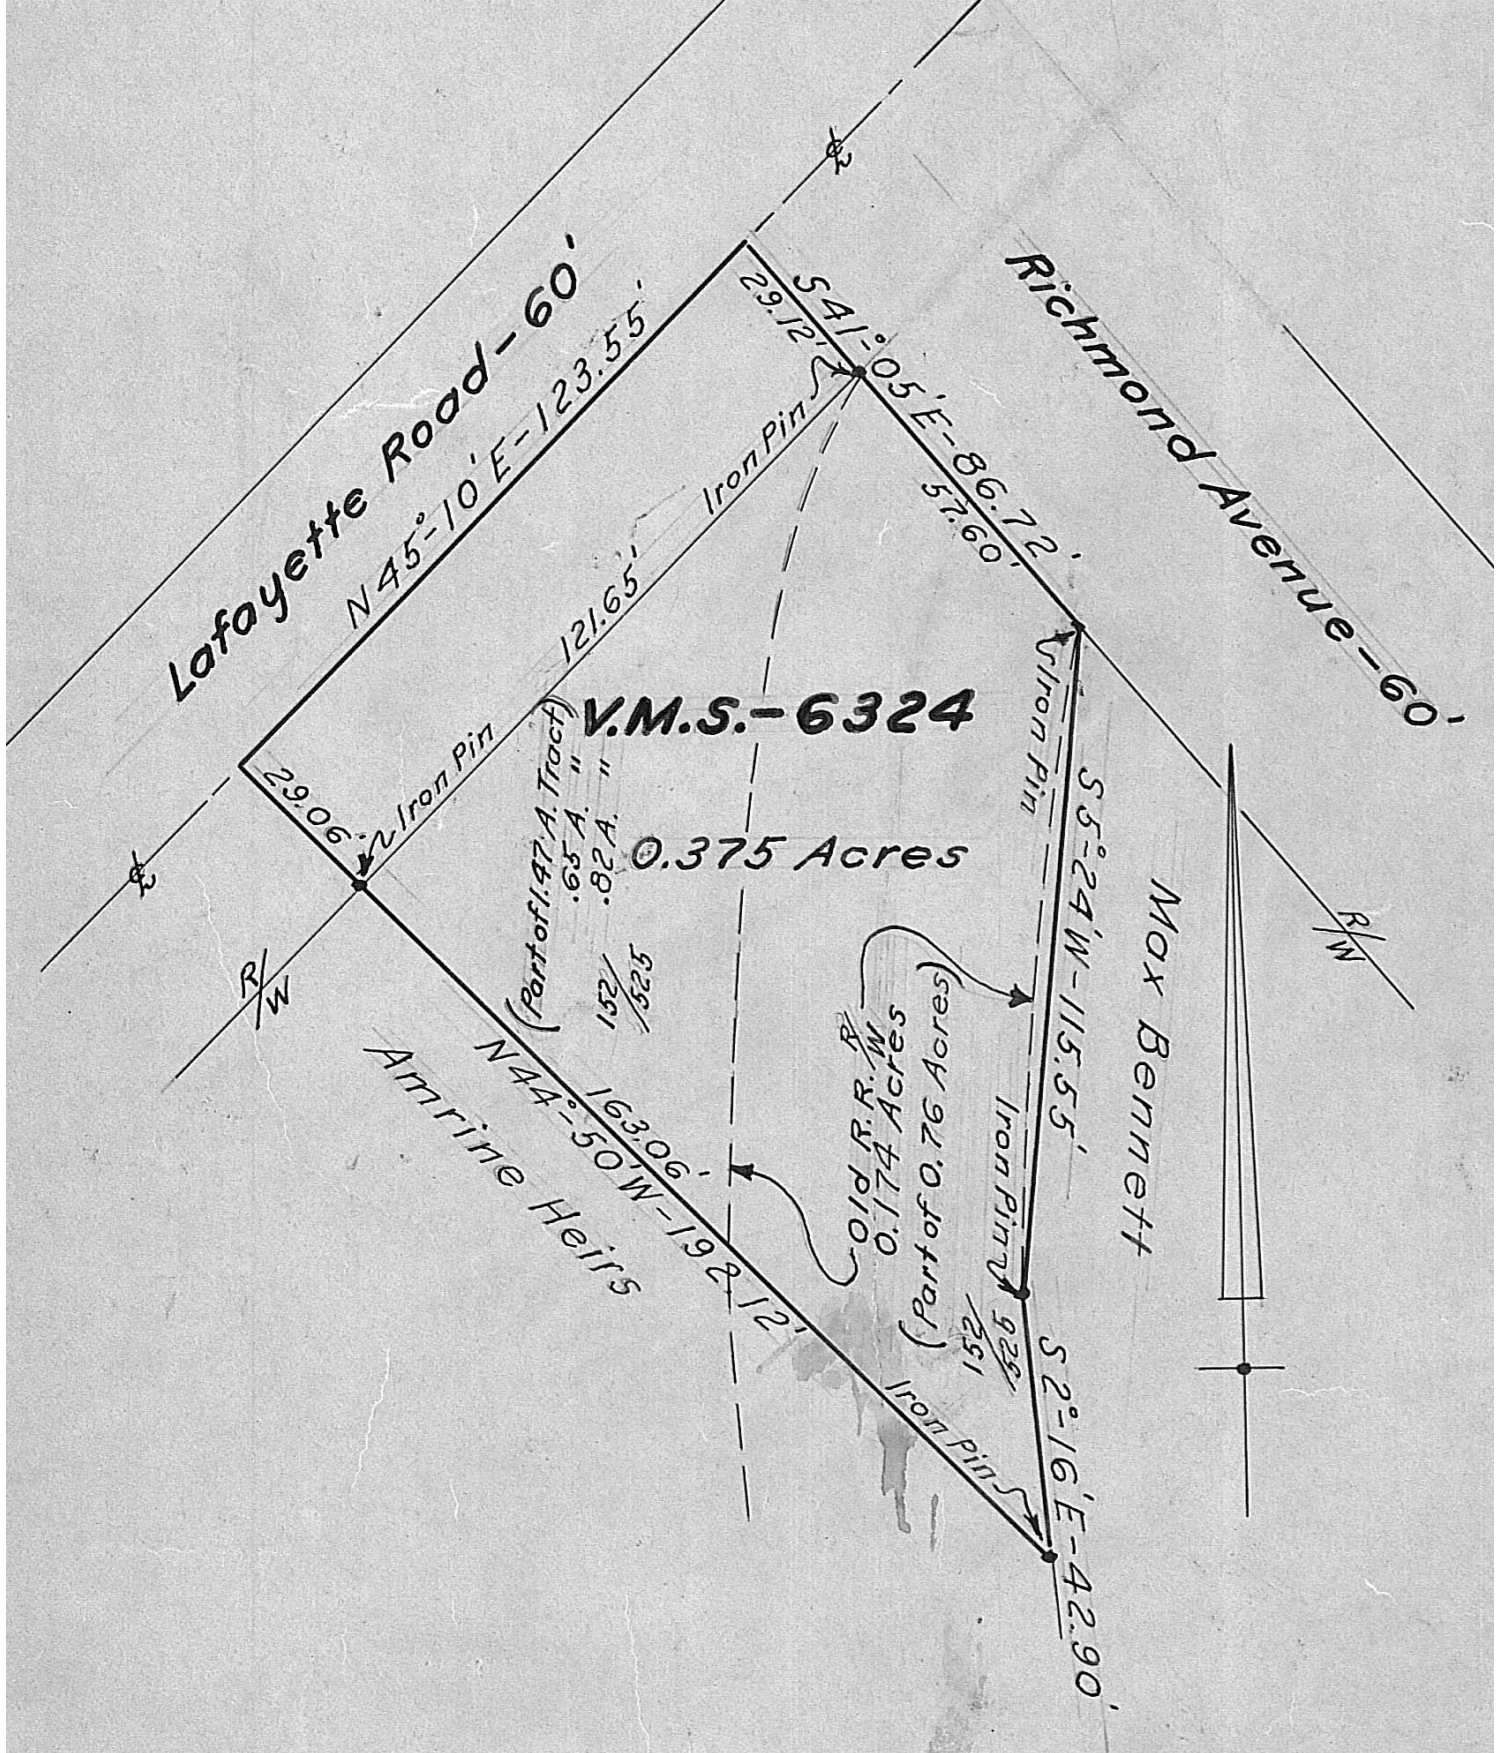 Lafayette Road-60'
N45°-10'E-123.55'
℄
S41°-05'E-86.72'
29.12'
57.60'
Richmond Avenue-60'
Iron Pin
121.65'
Iron Pin
Iron Pin
V.M.S.-6324
0.375 Acres
(Part of 1.47 A. Tract)
.65 A. "
.82 A. "
152/525
29.06'
℄
R/W
R/W
S5°-24'W-115.55'
Max Bennett
Old R.R. R/W
0.174 Acres
(Part of 0.76 Acres)
152/525
Iron Pin
N44°-50'W-192.12'
163.06'
Amrine Heirs
Iron Pin
S2°-16'E-42.90'